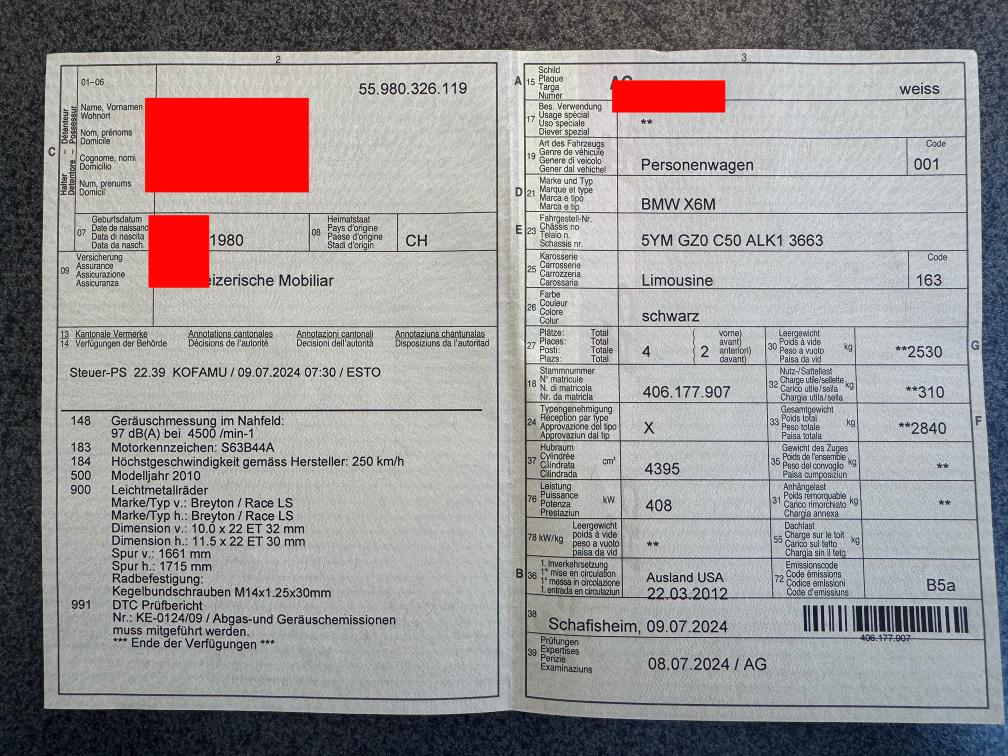 2
01–06
55.980.326.119
Name, Vornamen
Wohnort
Nom, prénoms
Domicile
Cognome, nomi
Domicilio
Num, prenums
Domicil
C
Halter – Détenteur
Detentore – Possessur
07
Geburtsdatum
Date de naissanc
Data di nascita
Data da nasch.
1980
08
Heimatstaat
Pays d'origine
Paese d'origine
Stadi d'origin
CH
09
Versicherung
Assurance
Assicurazione
Assicuranza
eizerische Mobiliar
13 Kantonale Vermerke Annotations cantonales Annotazioni cantonali Annotaziuns chantunalas
14 Verfügungen der Behörde Décisions de l'autorité Decisioni dell'autorità Disposiziuns da l'autoritad
Steuer-PS 22.39 KOFAMU / 09.07.2024 07:30 / ESTO
148 Geräuschmessung im Nahfeld:
97 dB(A) bei 4500 /min-1
183 Motorkennzeichen: S63B44A
184 Höchstgeschwindigkeit gemäss Hersteller: 250 km/h
500 Modelljahr 2010
900 Leichtmetallräder
Marke/Typ v.: Breyton / Race LS
Marke/Typ h.: Breyton / Race LS
Dimension v.: 10.0 x 22 ET 32 mm
Dimension h.: 11.5 x 22 ET 30 mm
Spur v.: 1661 mm
Spur h.: 1715 mm
Radbefestigung:
Kegelbundschrauben M14x1.25x30mm
991 DTC Prüfbericht
Nr.: KE-0124/09 / Abgas-und Geräuschemissionen
muss mitgeführt werden.
*** Ende der Verfügungen ***
3
A
15
Schild
Plaque
Targa
Numer
weiss
17
Bes. Verwendung
Usage spécial
Uso speciale
Diever spezial
**
19
Art des Fahrzeugs
Genre de véhicule
Genere di veicolo
Gener dal vehichel
Personenwagen
Code
001
D
21
Marke und Typ
Marque et type
Marca e tipo
Marca e tip
BMW X6M
E
23
Fahrgestell-Nr.
Châssis no
Telaio n.
Schassis nr.
5YM GZ0 C50 ALK1 3663
25
Karosserie
Carrosserie
Carrozzeria
Carossaria
Limousine
Code
163
26
Farbe
Couleur
Colore
Colur
schwarz
27
Plätze: Total
Places: Total
Posti: Totale
Plazs: Total
4
( 2
vorne)
avant)
anteriori)
davant)
30
Leergewicht
Poids à vide
Peso a vuoto
Paisa da vid
kg
**2530
G
18
Stammnummer
N° matricule
N. di matricola
Nr. da matricla
406.177.907
32
Nutz-/Sattellast
Charge utile/sellette
Carico utile/sella
Chargia utila/sella
kg
**310
24
Typengenehmigung
Réception par type
Approvazione del tipo
Approvaziun dal tip
X
33
Gesamtgewicht
Poids total
Peso totale
Paisa totala
kg
**2840
F
37
Hubraum
Cylindrée
Cilindrata
Cilindrada
cm³
4395
35
Gewicht des Zuges
Poids de l'ensemble
Peso del convoglio
Paisa cumposiziun
kg
**
76
Leistung
Puissance
Potenza
Prestaziun
kW
408
31
Anhängelast
Poids remorquable
Carico rimorchiato
Chargia annexa
kg
**
78 kW/kg
Leergewicht
poids à vide
peso a vuoto
paisa da vid
**
55
Dachlast
Charge sur le toit
Carico sul tetto
Chargia sin il tetg
kg
B
36
1. Inverkehrsetzung
1re mise en circulation
1a messa in circolazione
1. entrada en circulaziun
Ausland USA
22.03.2012
72
Emissionscode
Code émissions
Codice emissioni
Code d'emissiuns
B5a
38
Schafisheim, 09.07.2024
406.177.907
39
Prüfungen
Expertises
Perizie
Examinaziuns
08.07.2024 / AG